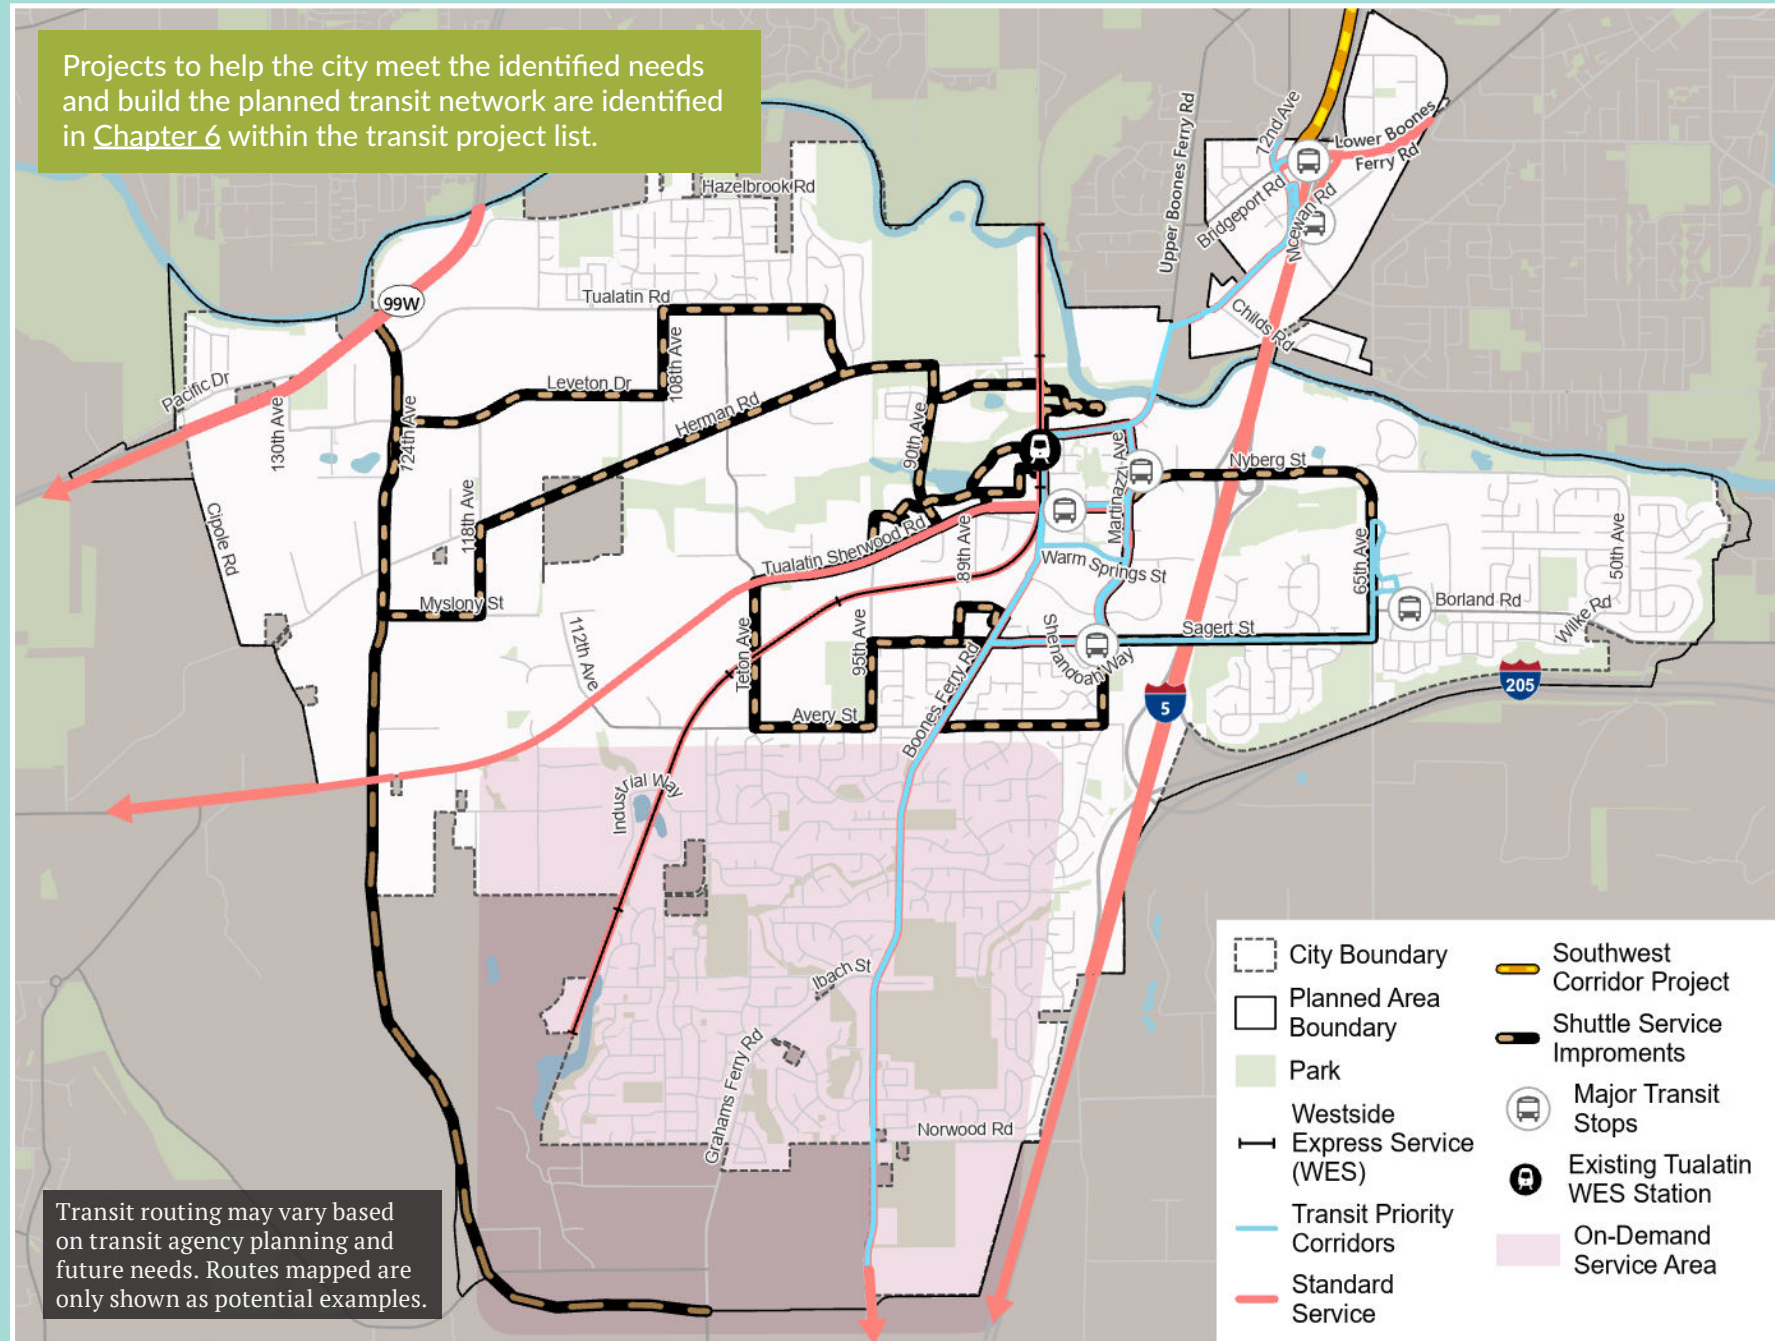 Projects to help the city meet the identified needs
and build the planned transit network are identified
in Chapter 6 within the transit project list.
Hazelbrook Rd
Upper Boones Ferry Rd
72nd Ave
Lower Boones
Ferry Rd
Bridgeport Rd
Mcewan Rd
Childs Rd
99W
Tualatin Rd
108th Ave
Pacific Dr
Leveton Dr
Herman Rd
130th Ave
124th Ave
90th Ave
Nyberg St
Martinazzi Ave
118th Ave
Cipole Rd
Tualatin Sherwood Rd
89th Ave
Warm Springs St
65th Ave
50th Ave
Myslony St
Borland Rd
Wilke Rd
Sagert St
112th Ave
Teton Ave
95th Ave
Shenandoah Way
Boones Ferry Rd
5
205
Avery St
Industrial Way
Ibach St
Grahams Ferry Rd
Norwood Rd
City Boundary
Planned Area
Boundary
Park
Westside
Express Service
(WES)
Transit Priority
Corridors
Standard
Service
Southwest
Corridor Project
Shuttle Service
Improments
Major Transit
Stops
Existing Tualatin
WES Station
On-Demand
Service Area
Transit routing may vary based
on transit agency planning and
future needs. Routes mapped are
only shown as potential examples.